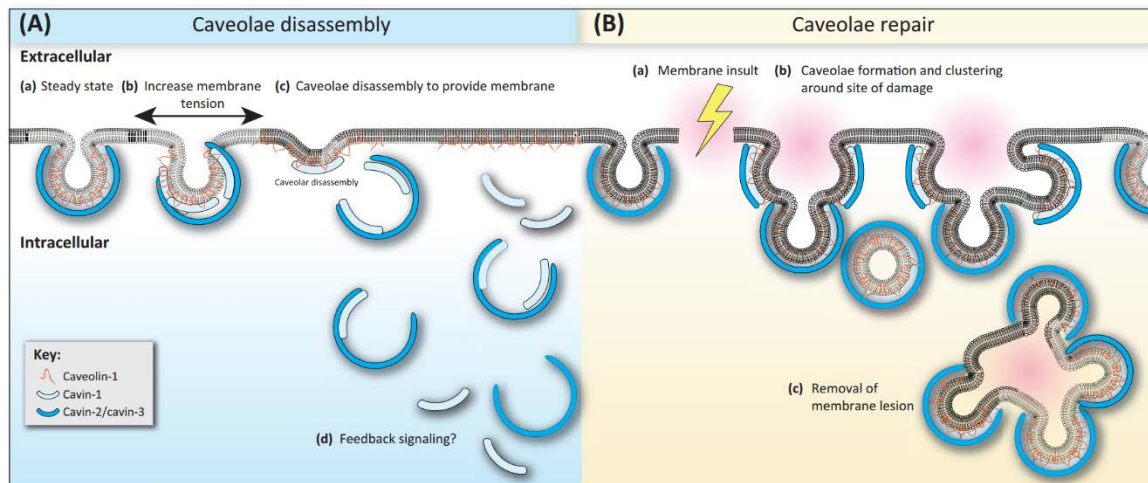 (A) Caveolae disassembly
Extracellular
(a) Steady state
(b) Increase membrane
tension
(c) Caveolae disassembly to provide membrane
Caveolar disassembly
Intracellular
Key:
Caveolin-1
Cavin-1
Cavin-2/cavin-3
(d) Feedback signaling?
(B) Caveolae repair
(a) Membrane insult
(b) Caveolae formation and clustering
around site of damage
(c) Removal of
membrane lesion